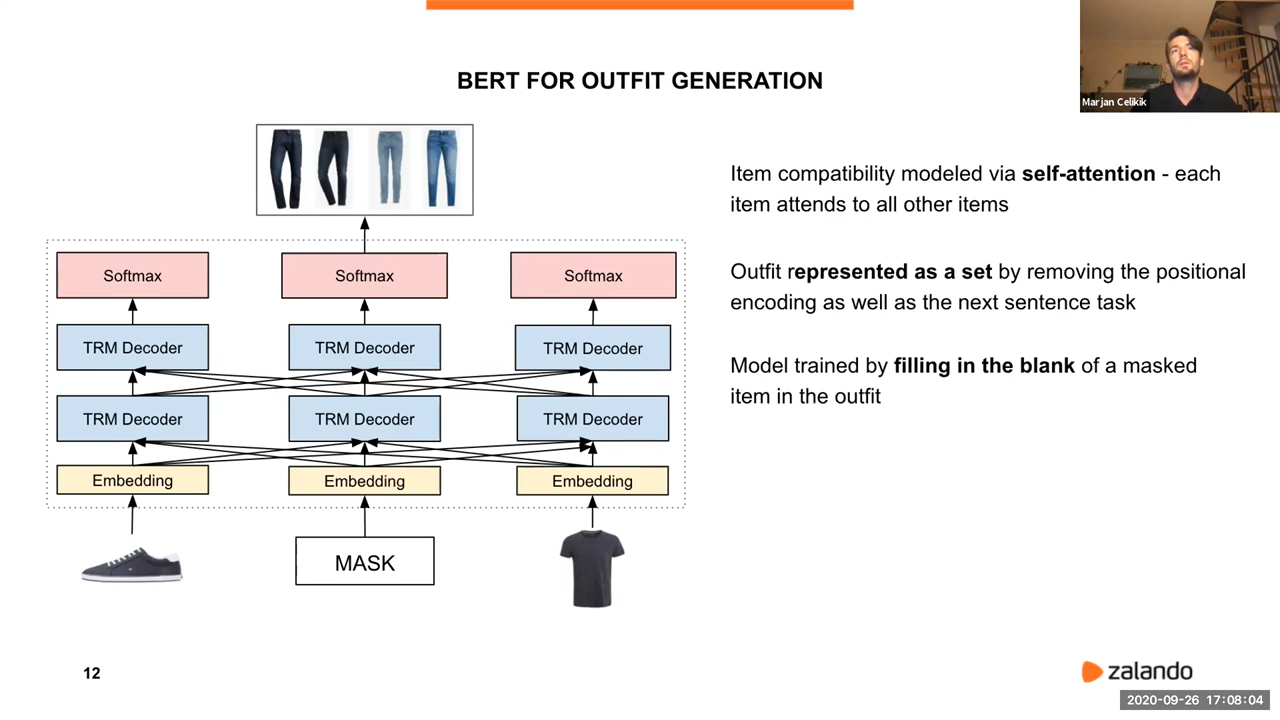 BERT FOR OUTFIT GENERATION
Marjan Celikik
Softmax
Softmax
Softmax
TRM Decoder
TRM Decoder
TRM Decoder
TRM Decoder
TRM Decoder
TRM Decoder
Embedding
Embedding
Embedding
MASK
Item compatibility modeled via self-attention - each
item attends to all other items
Outfit represented as a set by removing the positional
encoding as well as the next sentence task
Model trained by filling in the blank of a masked
item in the outfit
12
zalando
2020-09-26 17:08:04